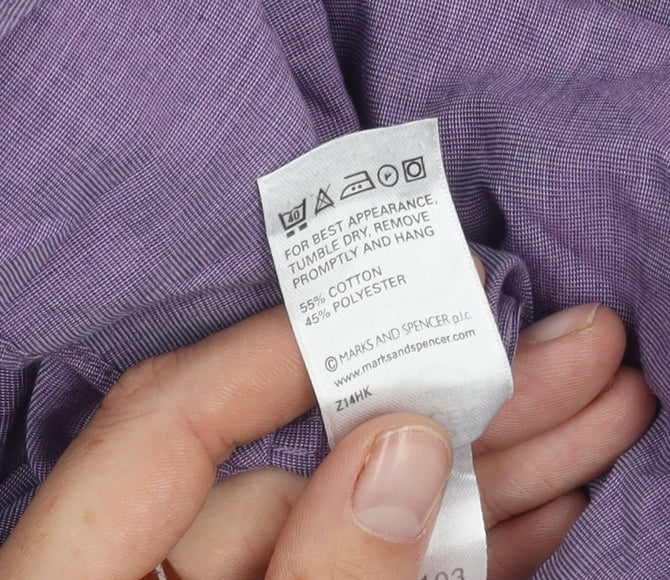 40 P
FOR BEST APPEARANCE,
TUMBLE DRY, REMOVE
PROMPTLY AND HANG
55% COTTON
45% POLYESTER
© MARKS AND SPENCER p.l.c.
www.marksandspencer.com
Z14HK